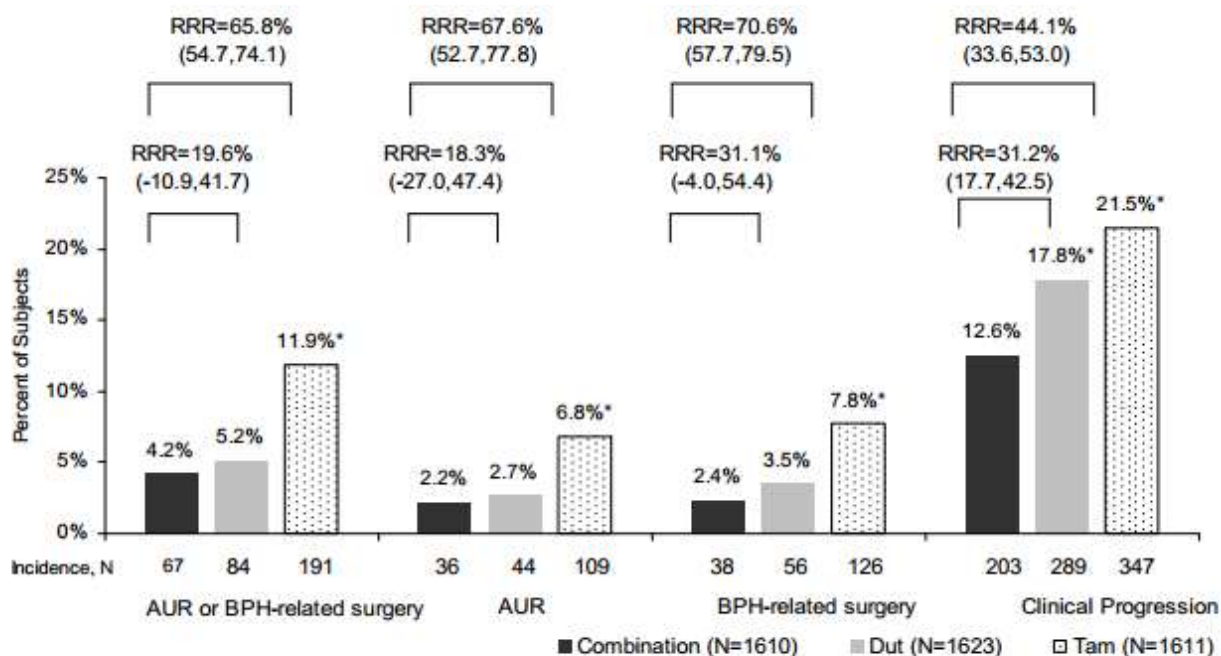 RRR=65.8% RRR=67.6% RRR=70.6% RRR=44.1%
(54.7,74.1) (52.7,77.8) (57.7,79.5) (33.6,53.0)
RRR=19.6% RRR=18.3% RRR=31.1% RRR=31.2%
(-10.9,41.7) (-27.0,47.4) (-4.0,54.4) (17.7,42.5)
Percent of Subjects
25%
20%
15%
10%
5%
0%
4.2% 5.2% 11.9%*
2.2% 2.7% 6.8%*
2.4% 3.5% 7.8%*
12.6% 17.8%* 21.5%*
Incidence, N 67 84 191 36 44 109 38 56 126 203 289 347
AUR or BPH-related surgery AUR BPH-related surgery Clinical Progression
Combination (N=1610) Dut (N=1623) Tam (N=1611)